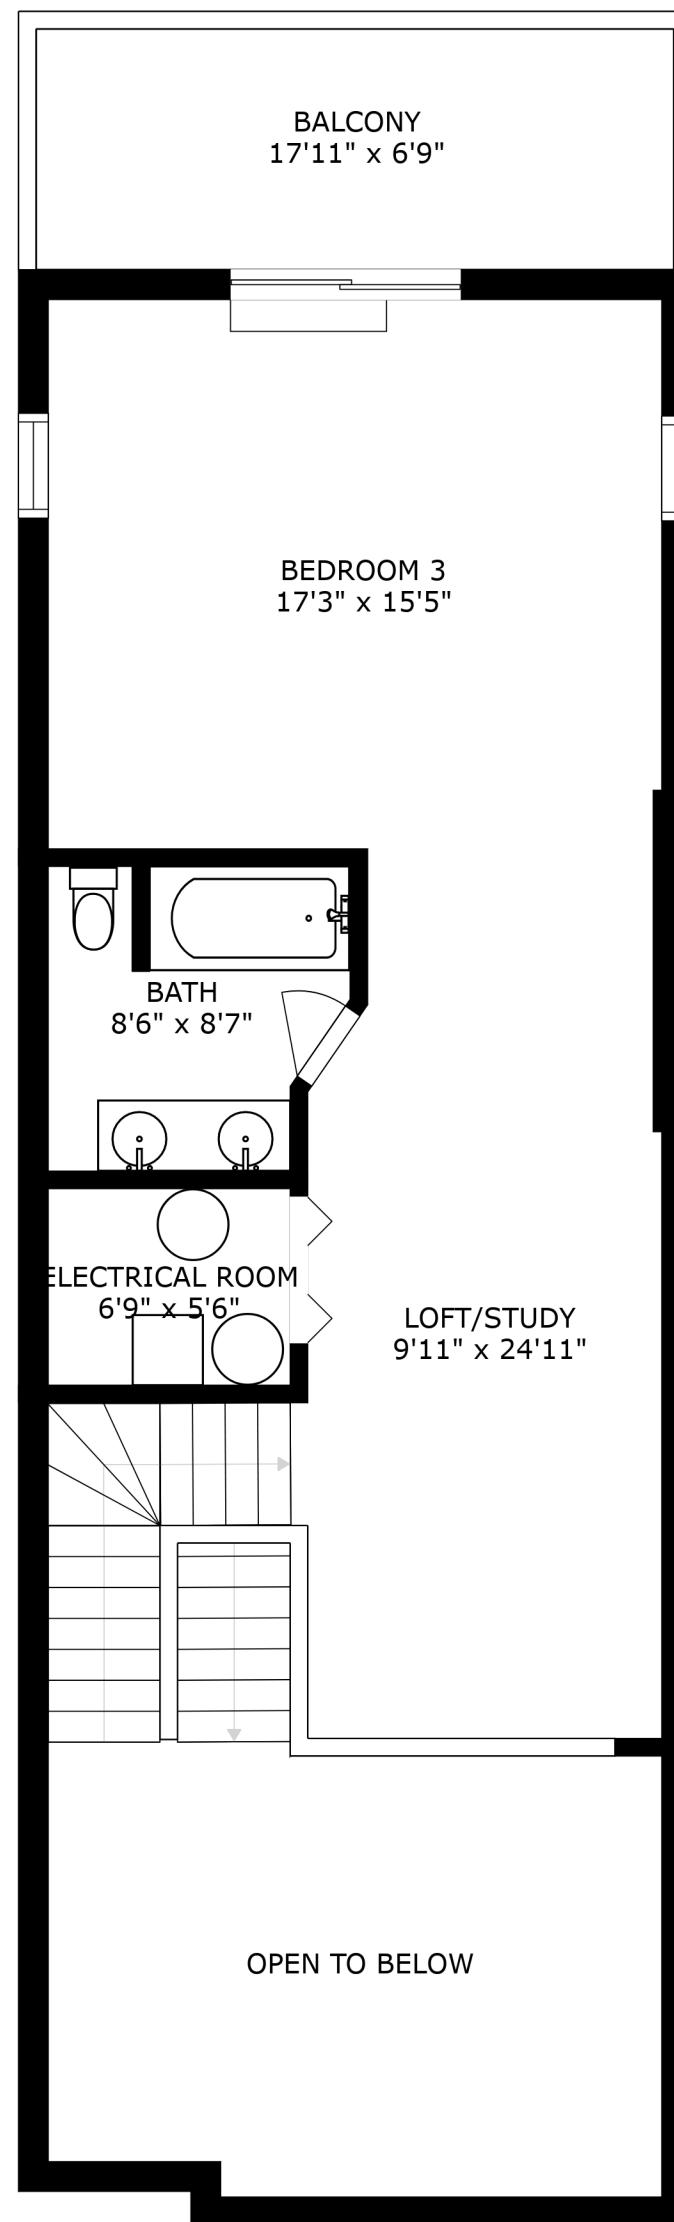 BALCONY
17'11" x 6'9"
BEDROOM 3
17'3" x 15'5"
BATH
8'6" x 8'7"
ELECTRICAL ROOM
6'9" x 5'6"
LOFT/STUDY
9'11" x 24'11"
OPEN TO BELOW